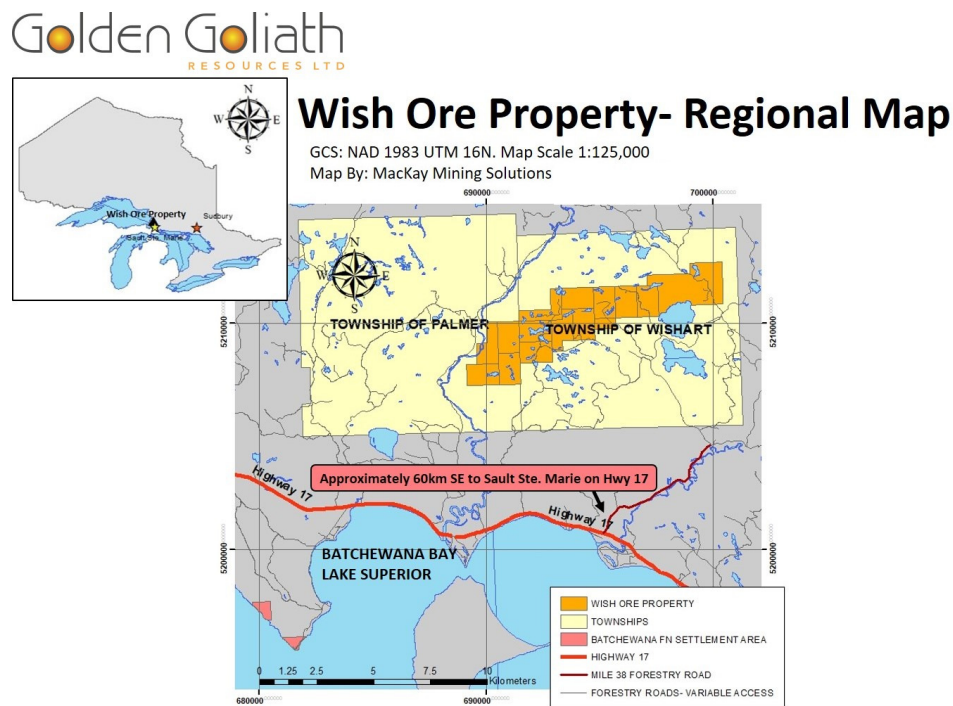 Golden Goliath
RESOURCES LTD
Wish Ore Property- Regional Map
GCS: NAD 1983 UTM 16N. Map Scale 1:125,000
Map By: MacKay Mining Solutions
N
W E
S
Wish Ore Property
Sudbury
Sault Ste. Marie
690000
700000
N
W E
S
TOWNSHIP OF PALMER
TOWNSHIP OF WISHART
5210000
5210000
Approximately 60km SE to Sault Ste. Marie on Hwy 17
Highway 17
Highway 17
BATCHEWANA BAY
LAKE SUPERIOR
5200000
5200000
WISH ORE PROPERTY
TOWNSHIPS
BATCHEWANA FN SETTLEMENT AREA
HIGHWAY 17
MILE 38 FORESTRY ROAD
FORESTRY ROADS- VARIABLE ACCESS
0 1.25 2.5 5 7.5 10
Kilometers
680000
690000